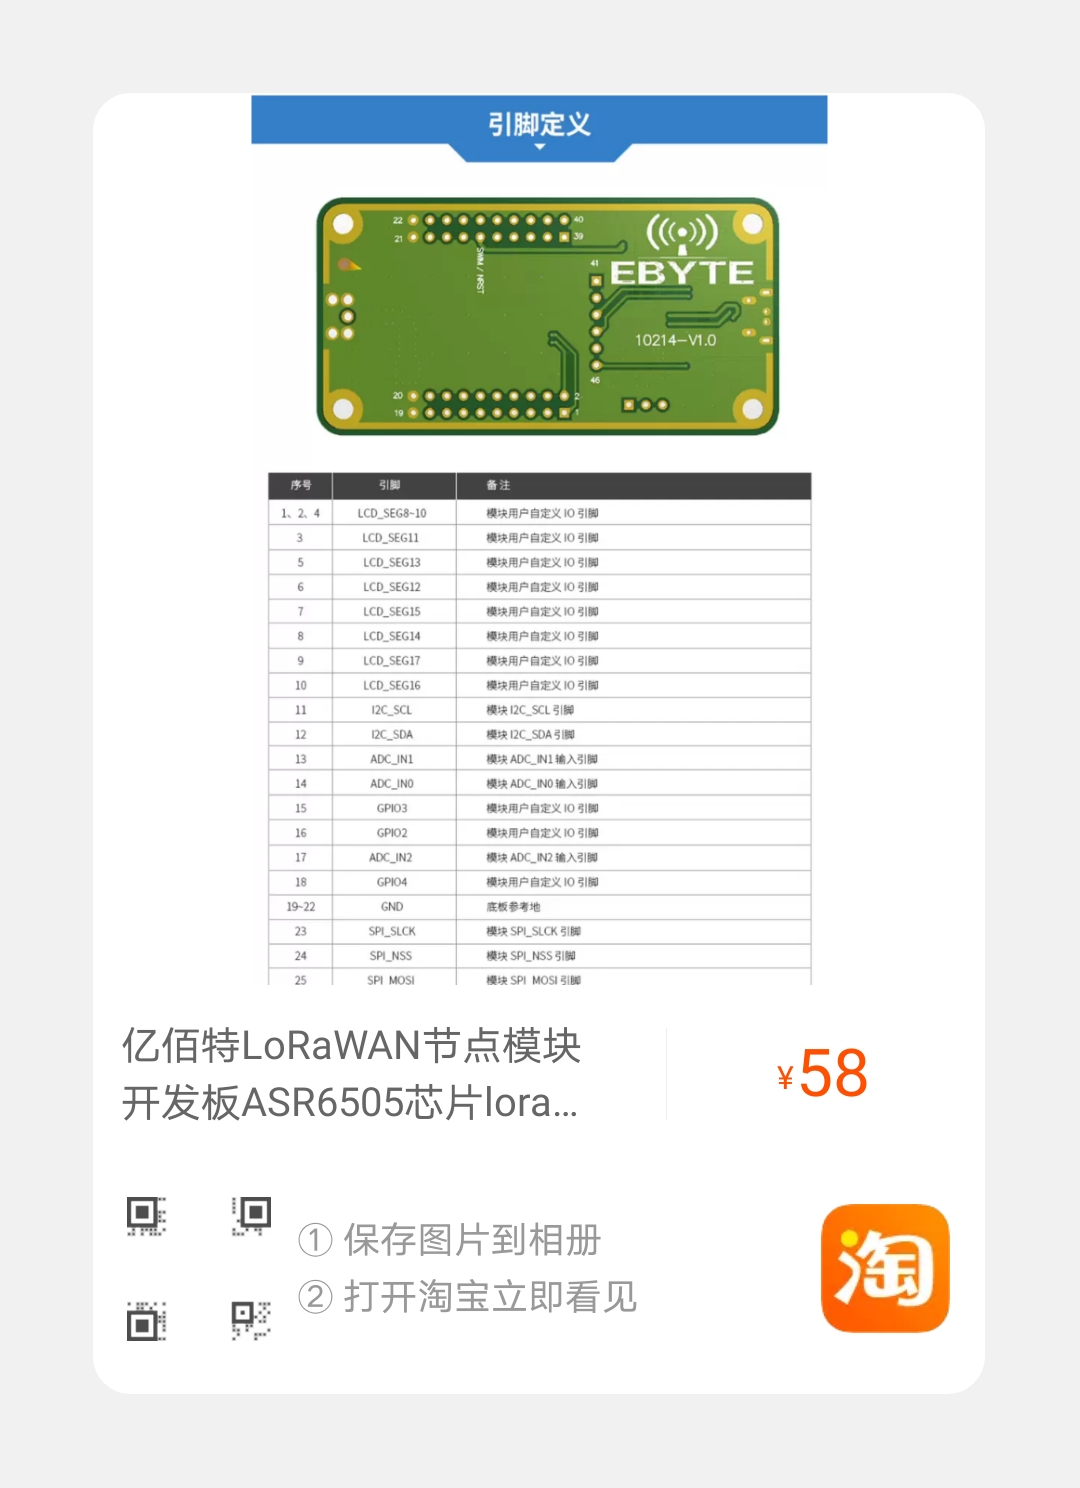 引脚定义
22
40
21
39
SWIM / NRST
41
EBYTE
10214-V1.0
46
20
2
19
1
序号 引脚 备注
1、2、4 LCD_SEG8~10 模块用户自定义 IO 引脚
3 LCD_SEG11 模块用户自定义 IO 引脚
5 LCD_SEG13 模块用户自定义 IO 引脚
6 LCD_SEG12 模块用户自定义 IO 引脚
7 LCD_SEG15 模块用户自定义 IO 引脚
8 LCD_SEG14 模块用户自定义 IO 引脚
9 LCD_SEG17 模块用户自定义 IO 引脚
10 LCD_SEG16 模块用户自定义 IO 引脚
11 I2C_SCL 模块 I2C_SCL 引脚
12 I2C_SDA 模块 I2C_SDA 引脚
13 ADC_IN1 模块 ADC_IN1 输入引脚
14 ADC_IN0 模块 ADC_IN0 输入引脚
15 GPIO3 模块用户自定义 IO 引脚
16 GPIO2 模块用户自定义 IO 引脚
17 ADC_IN2 模块 ADC_IN2 输入引脚
18 GPIO4 模块用户自定义 IO 引脚
19~22 GND 底板参考地
23 SPI_SLCK 模块 SPI_SLCK 引脚
24 SPI_NSS 模块 SPI_NSS 引脚
25 SPI_MOSI 模块 SPI_MOSI 引脚
亿佰特LoRaWAN节点模块
开发板ASR6505芯片lora...
¥58
① 保存图片到相册
② 打开淘宝立即看见
淘